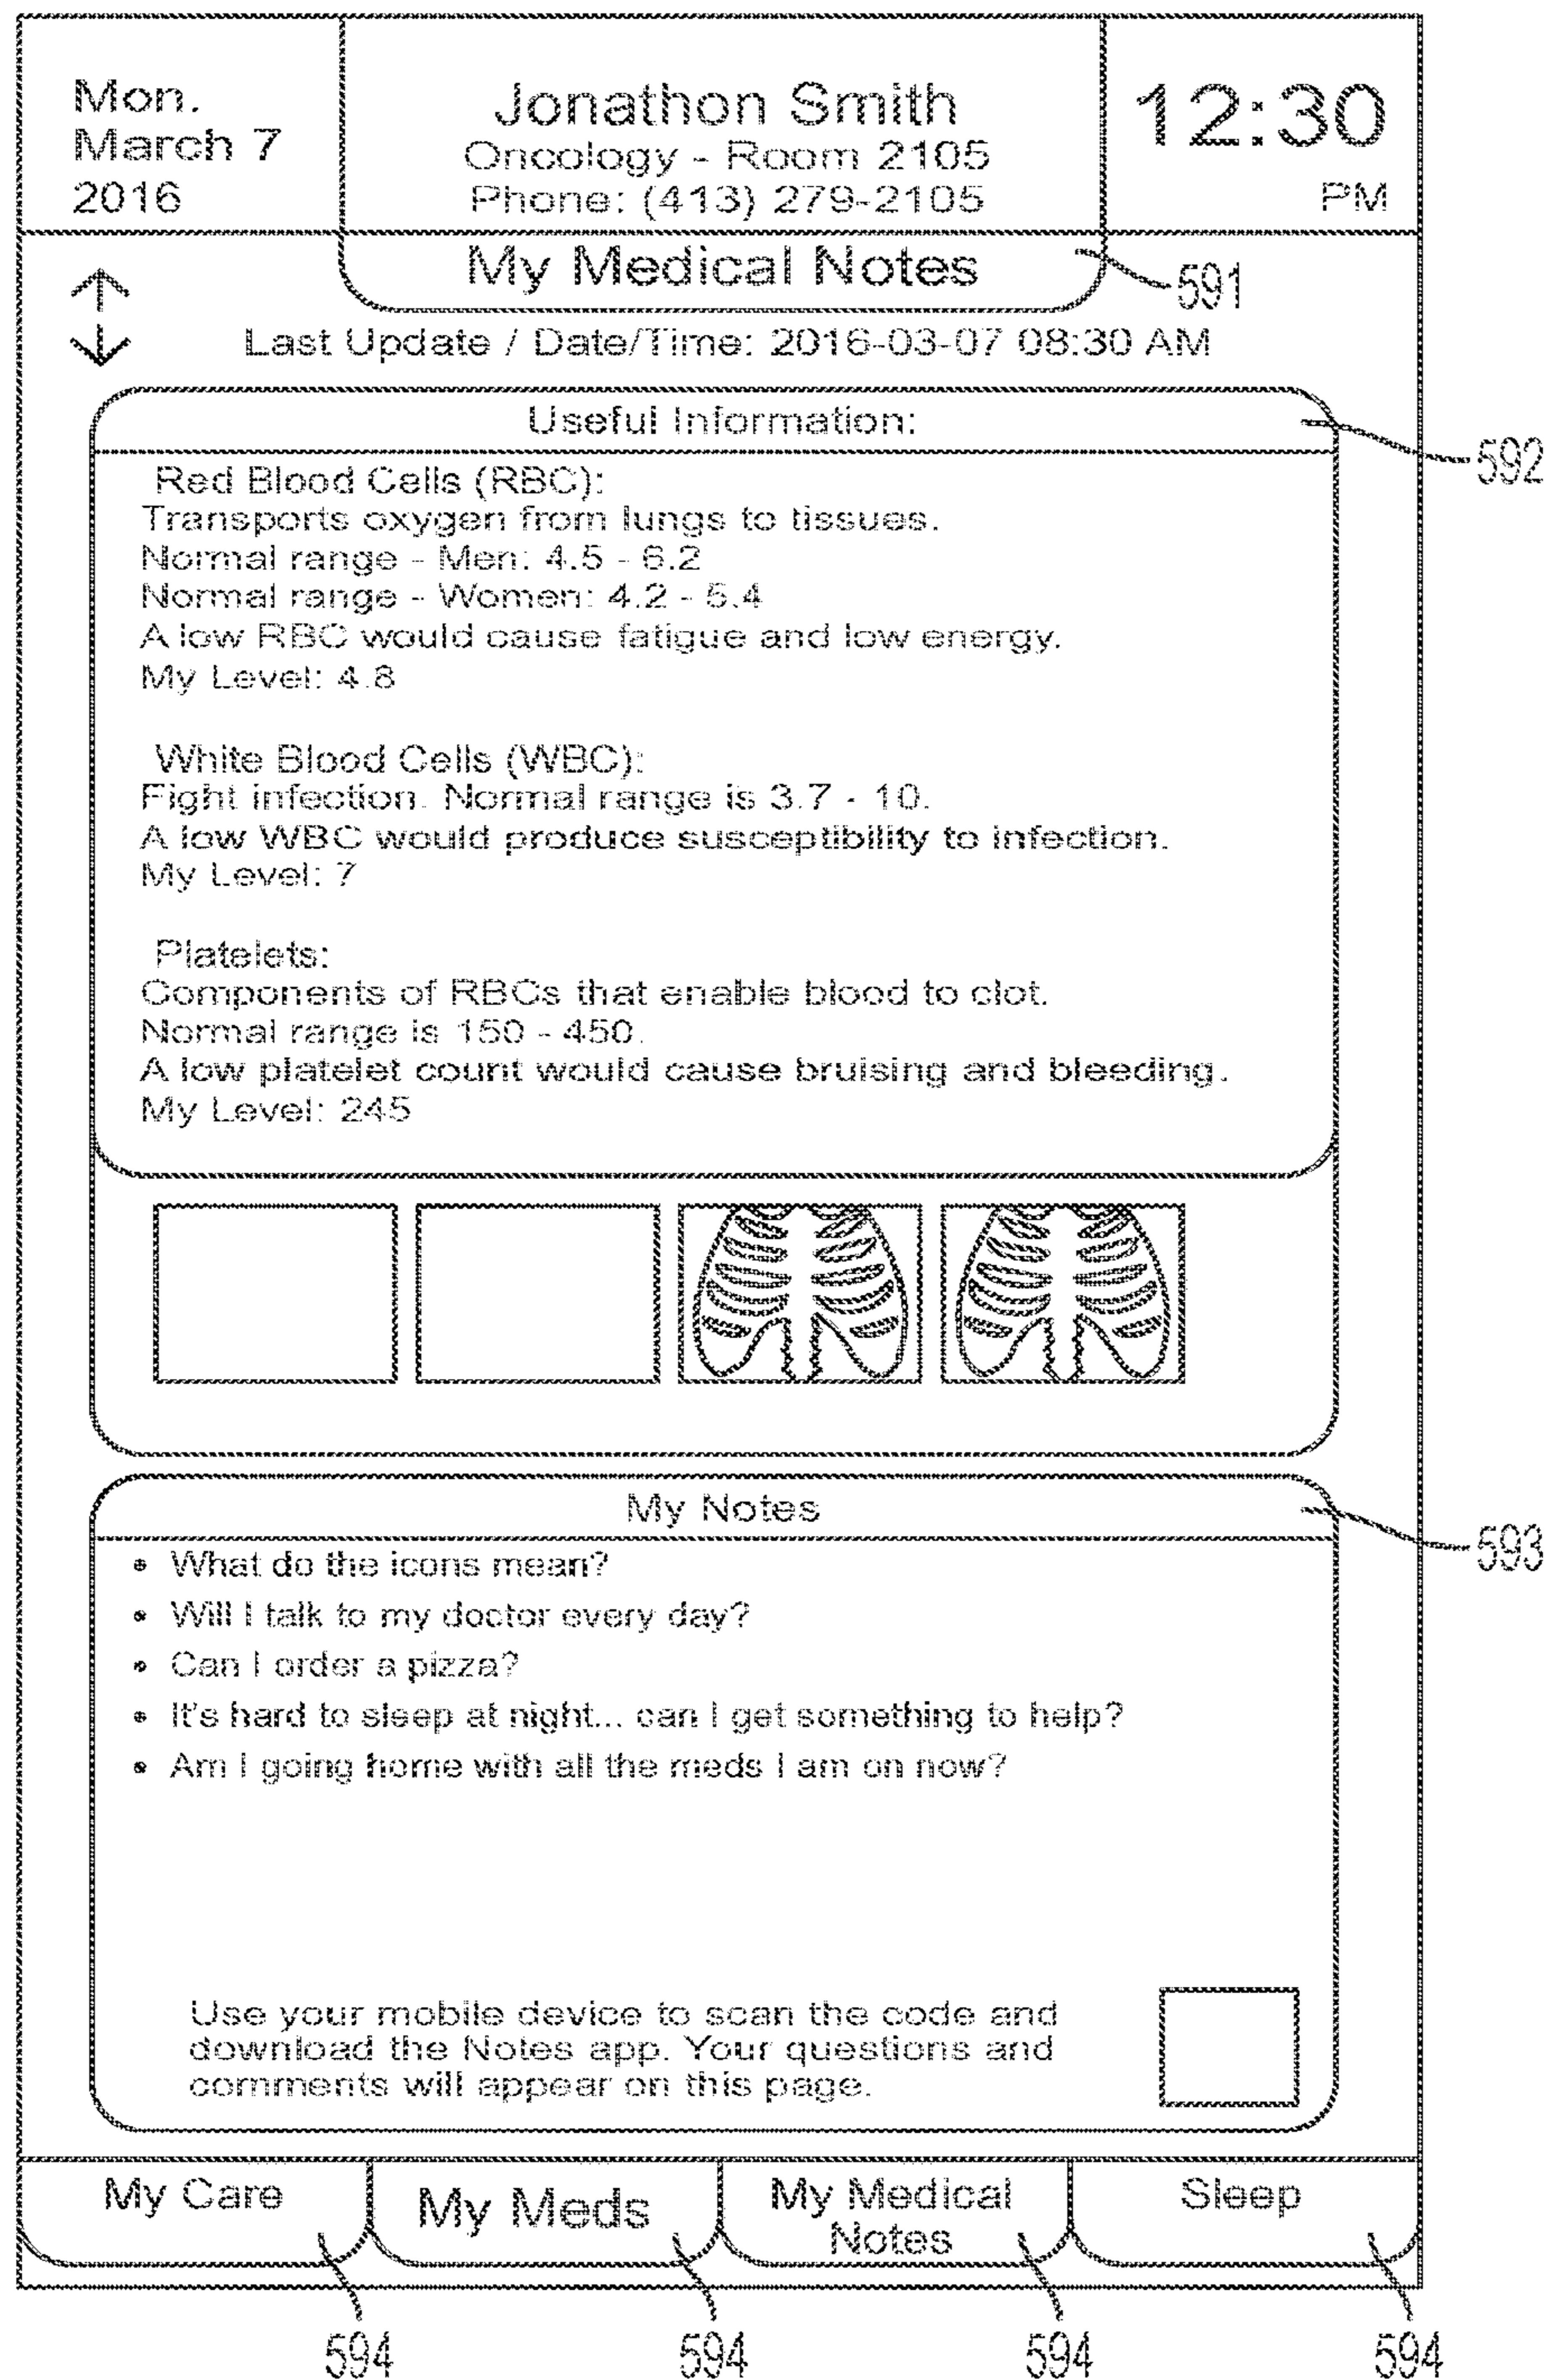 Mon.
March 7
2016
Jonathon Smith
Oncology - Room 2105
Phone: (413) 279-2105
12:30
PM
My Medical Notes
591
Last Update / Date/Time: 2016-03-07 08:30 AM
Useful Information:
592
Red Blood Cells (RBC):
Transports oxygen from lungs to tissues.
Normal range - Men: 4.5 - 6.2
Normal range - Women: 4.2 - 5.4
A low RBC would cause fatigue and low energy.
My Level: 4.8
White Blood Cells (WBC):
Fight infection. Normal range is 3.7 - 10.
A low WBC would produce susceptibility to infection.
My Level: 7
Platelets:
Components of RBCs that enable blood to clot.
Normal range is 150 - 450.
A low platelet count would cause bruising and bleeding.
My Level: 245
My Notes
593
• What do the icons mean?
• Will I talk to my doctor every day?
• Can I order a pizza?
• It's hard to sleep at night... can I get something to help?
• Am I going home with all the meds I am on now?
Use your mobile device to scan the code and
download the Notes app. Your questions and
comments will appear on this page.
My Care
My Meds
My Medical
Notes
Sleep
594
594
594
594